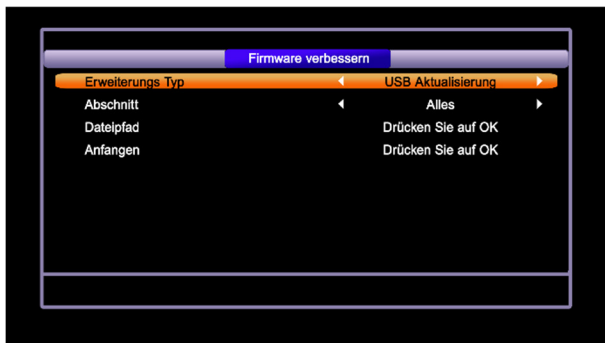 Firmware verbessern
Erweiterungs Typ USB Aktualisierung
Abschnitt Alles
Dateipfad Drücken Sie auf OK
Anfangen Drücken Sie auf OK